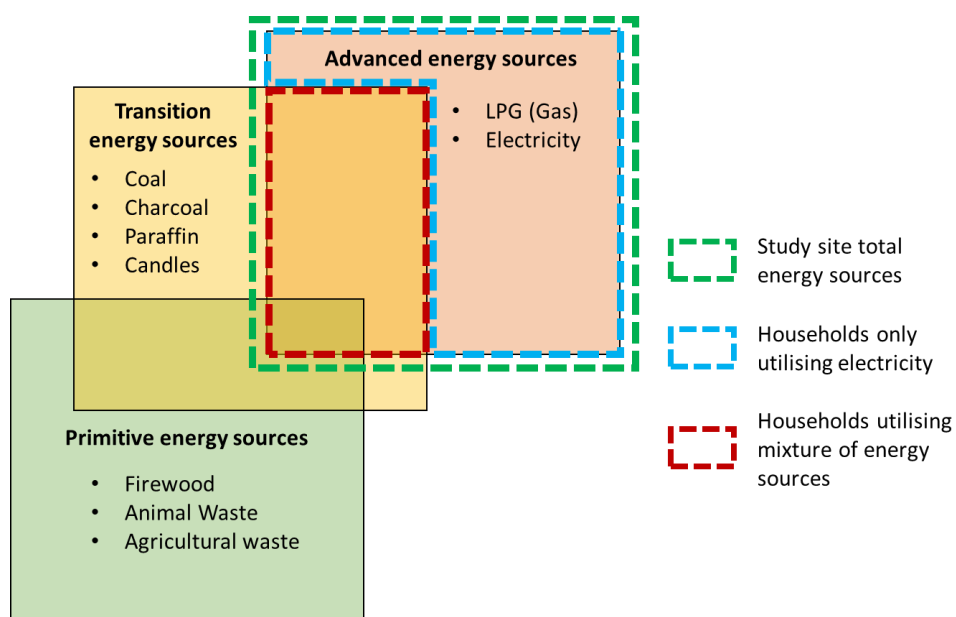 Advanced energy sources
• LPG (Gas)
• Electricity
Transition
energy sources
• Coal
• Charcoal
• Paraffin
• Candles
Primitive energy sources
• Firewood
• Animal Waste
• Agricultural waste
Study site total
energy sources
Households only
utilising electricity
Households utilising
mixture of energy
sources